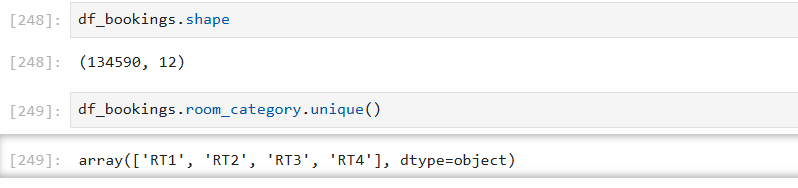 [248]: df_bookings.shape
[248]: (134590, 12)
[249]: df_bookings.room_category.unique()
[249]: array(['RT1', 'RT2', 'RT3', 'RT4'], dtype=object)